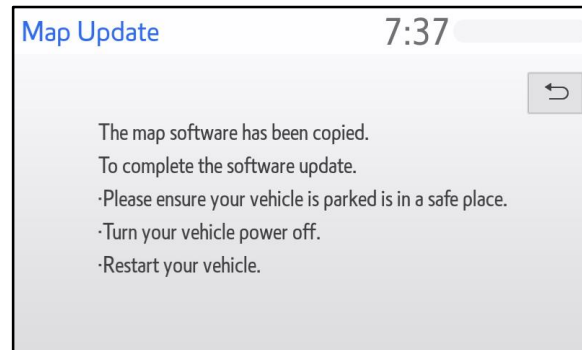 Map Update
7:37
The map software has been copied.
To complete the software update.
·Please ensure your vehicle is parked is in a safe place.
·Turn your vehicle power off.
·Restart your vehicle.